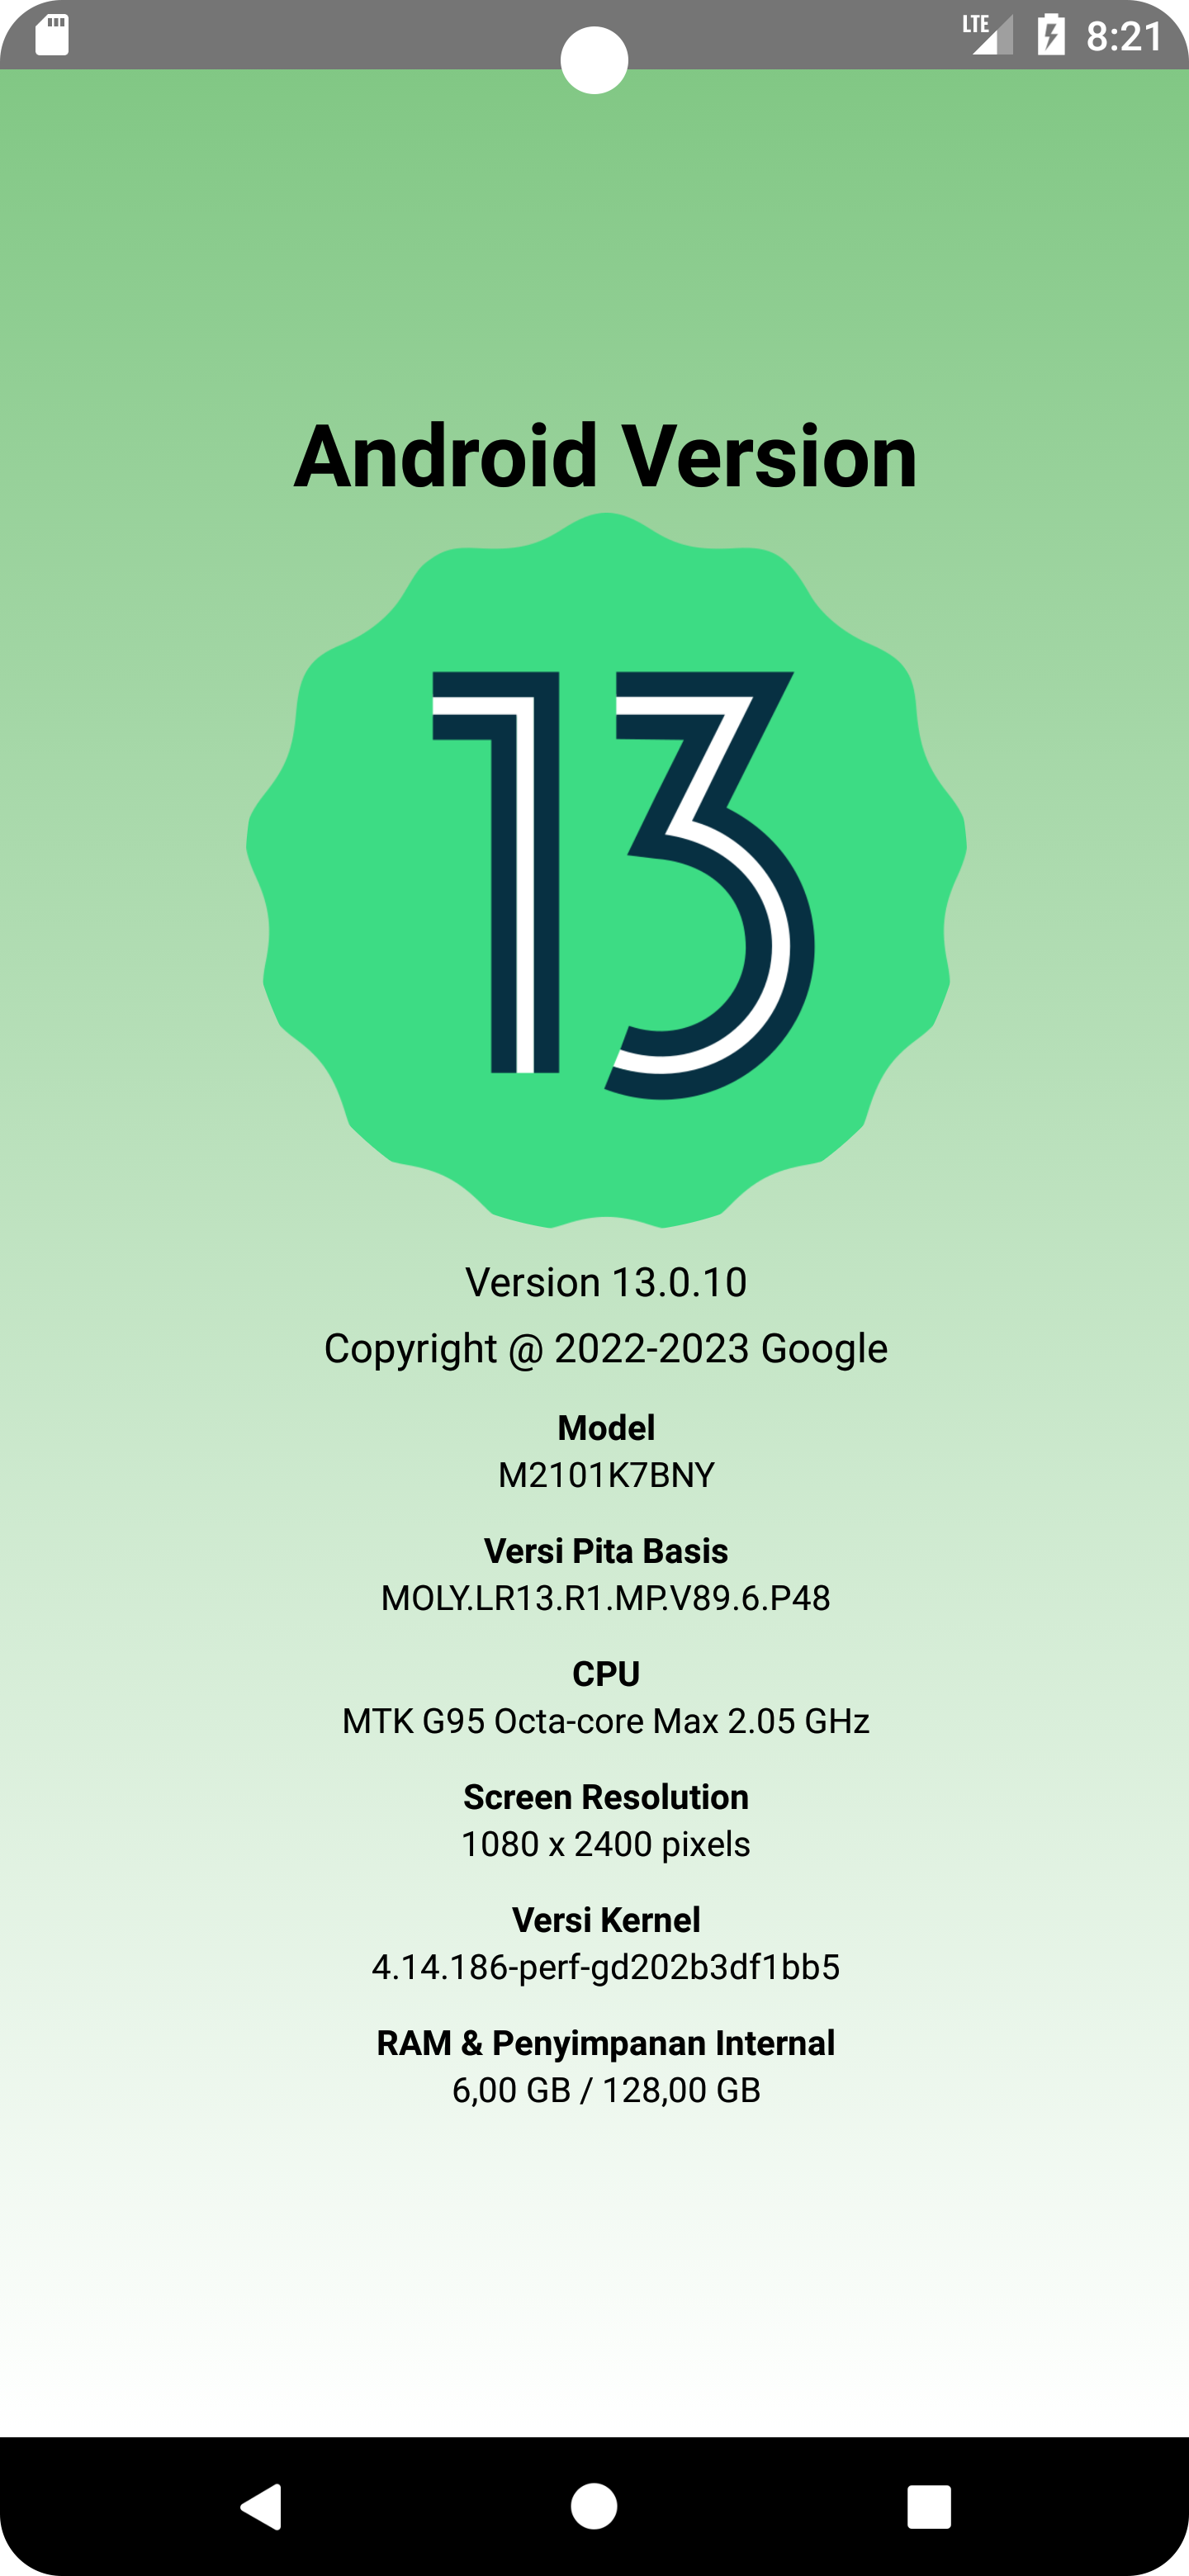 LTE 8:21
Android Version
13
Version 13.0.10
Copyright @ 2022-2023 Google
Model
M2101K7BNY
Versi Pita Basis
MOLY.LR13.R1.MP.V89.6.P48
CPU
MTK G95 Octa-core Max 2.05 GHz
Screen Resolution
1080 x 2400 pixels
Versi Kernel
4.14.186-perf-gd202b3df1bb5
RAM & Penyimpanan Internal
6,00 GB / 128,00 GB